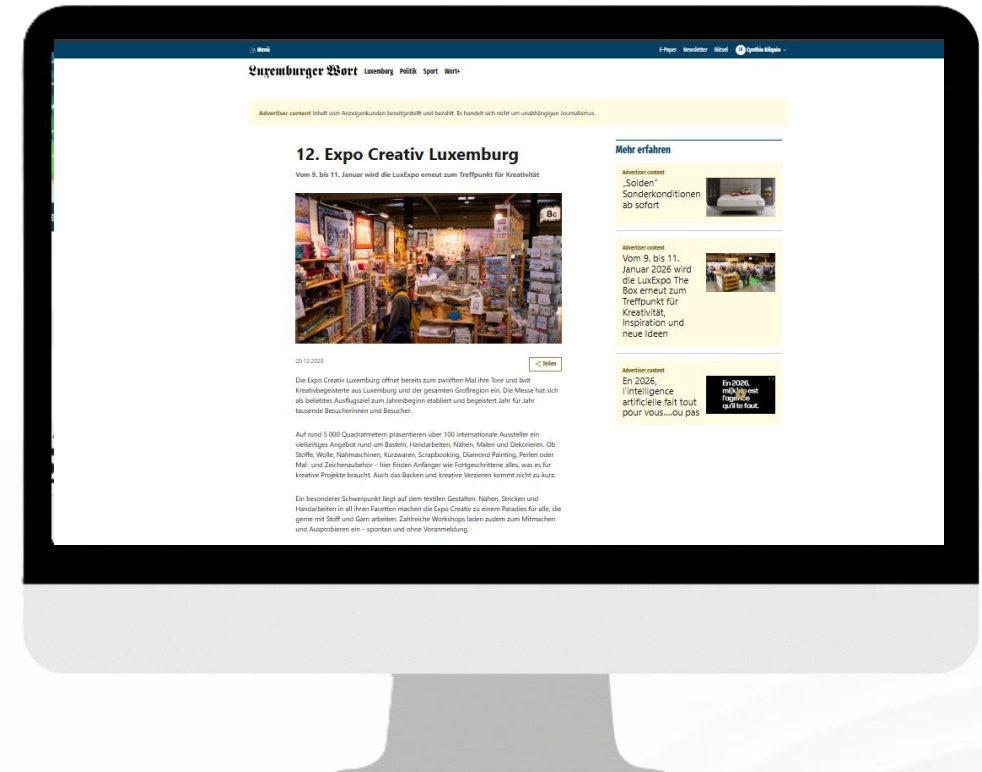 Menü
E-Paper Newsletter Rätsel
Luxemburger Wort Luxemburg Politik Sport Wort+
Advertiser content Inhalt vom Anzeigenkunden bereitgestellt und bezahlt. Es handelt sich nicht um unabhängigen Journalismus.
12. Expo Creativ Luxemburg
Vom 9. bis 11. Januar wird die LuxExpo erneut zum Treffpunkt für Kreativität
8c
20.12.2025
Teilen
Die Expo Creativ Luxemburg öffnet bereits zum zwölften Mal ihre Tore und lädt
Kreativbegeisterte aus Luxemburg und der gesamten Großregion ein. Die Messe hat sich
als beliebtes Ausflugsziel zum Jahresbeginn etabliert und begeistert Jahr für Jahr
tausende Besucherinnen und Besucher.
Auf rund 5 000 Quadratmetern präsentieren über 100 internationale Aussteller ein
vielseitiges Angebot rund um Basteln, Handarbeiten, Nähen, Malen und Dekorieren. Ob
Stoffe, Wolle, Nähmaschinen, Kurzwaren, Scrapbooking, Diamond Painting, Perlen oder
Mal- und Zeichenzubehör – hier finden Anfänger wie Fortgeschrittene alles, was es für
kreative Projekte braucht. Auch das Backen und kreative Verzieren kommt nicht zu kurz.
Ein besonderer Schwerpunkt liegt auf dem textilen Gestalten. Nähen, Stricken und
Handarbeiten in all ihren Facetten machen die Expo Creativ zu einem Paradies für alle, die
gerne mit Stoff und Garn arbeiten. Zahlreiche Workshops laden zudem zum Mitmachen
und Ausprobieren ein – spontan und ohne Voranmeldung.
Mehr erfahren
Advertiser content
„Solden“
Sonderkonditionen
ab sofort
Advertiser content
Vom 9. bis 11.
Januar 2026 wird
die LuxExpo The
Box erneut zum
Treffpunkt für
Kreativität,
Inspiration und
neue Ideen
Advertiser content
En 2026,
l'intelligence
artificielle fait tout
pour vous....ou pas
En 2026,
est
l'agence
qu'il te faut.